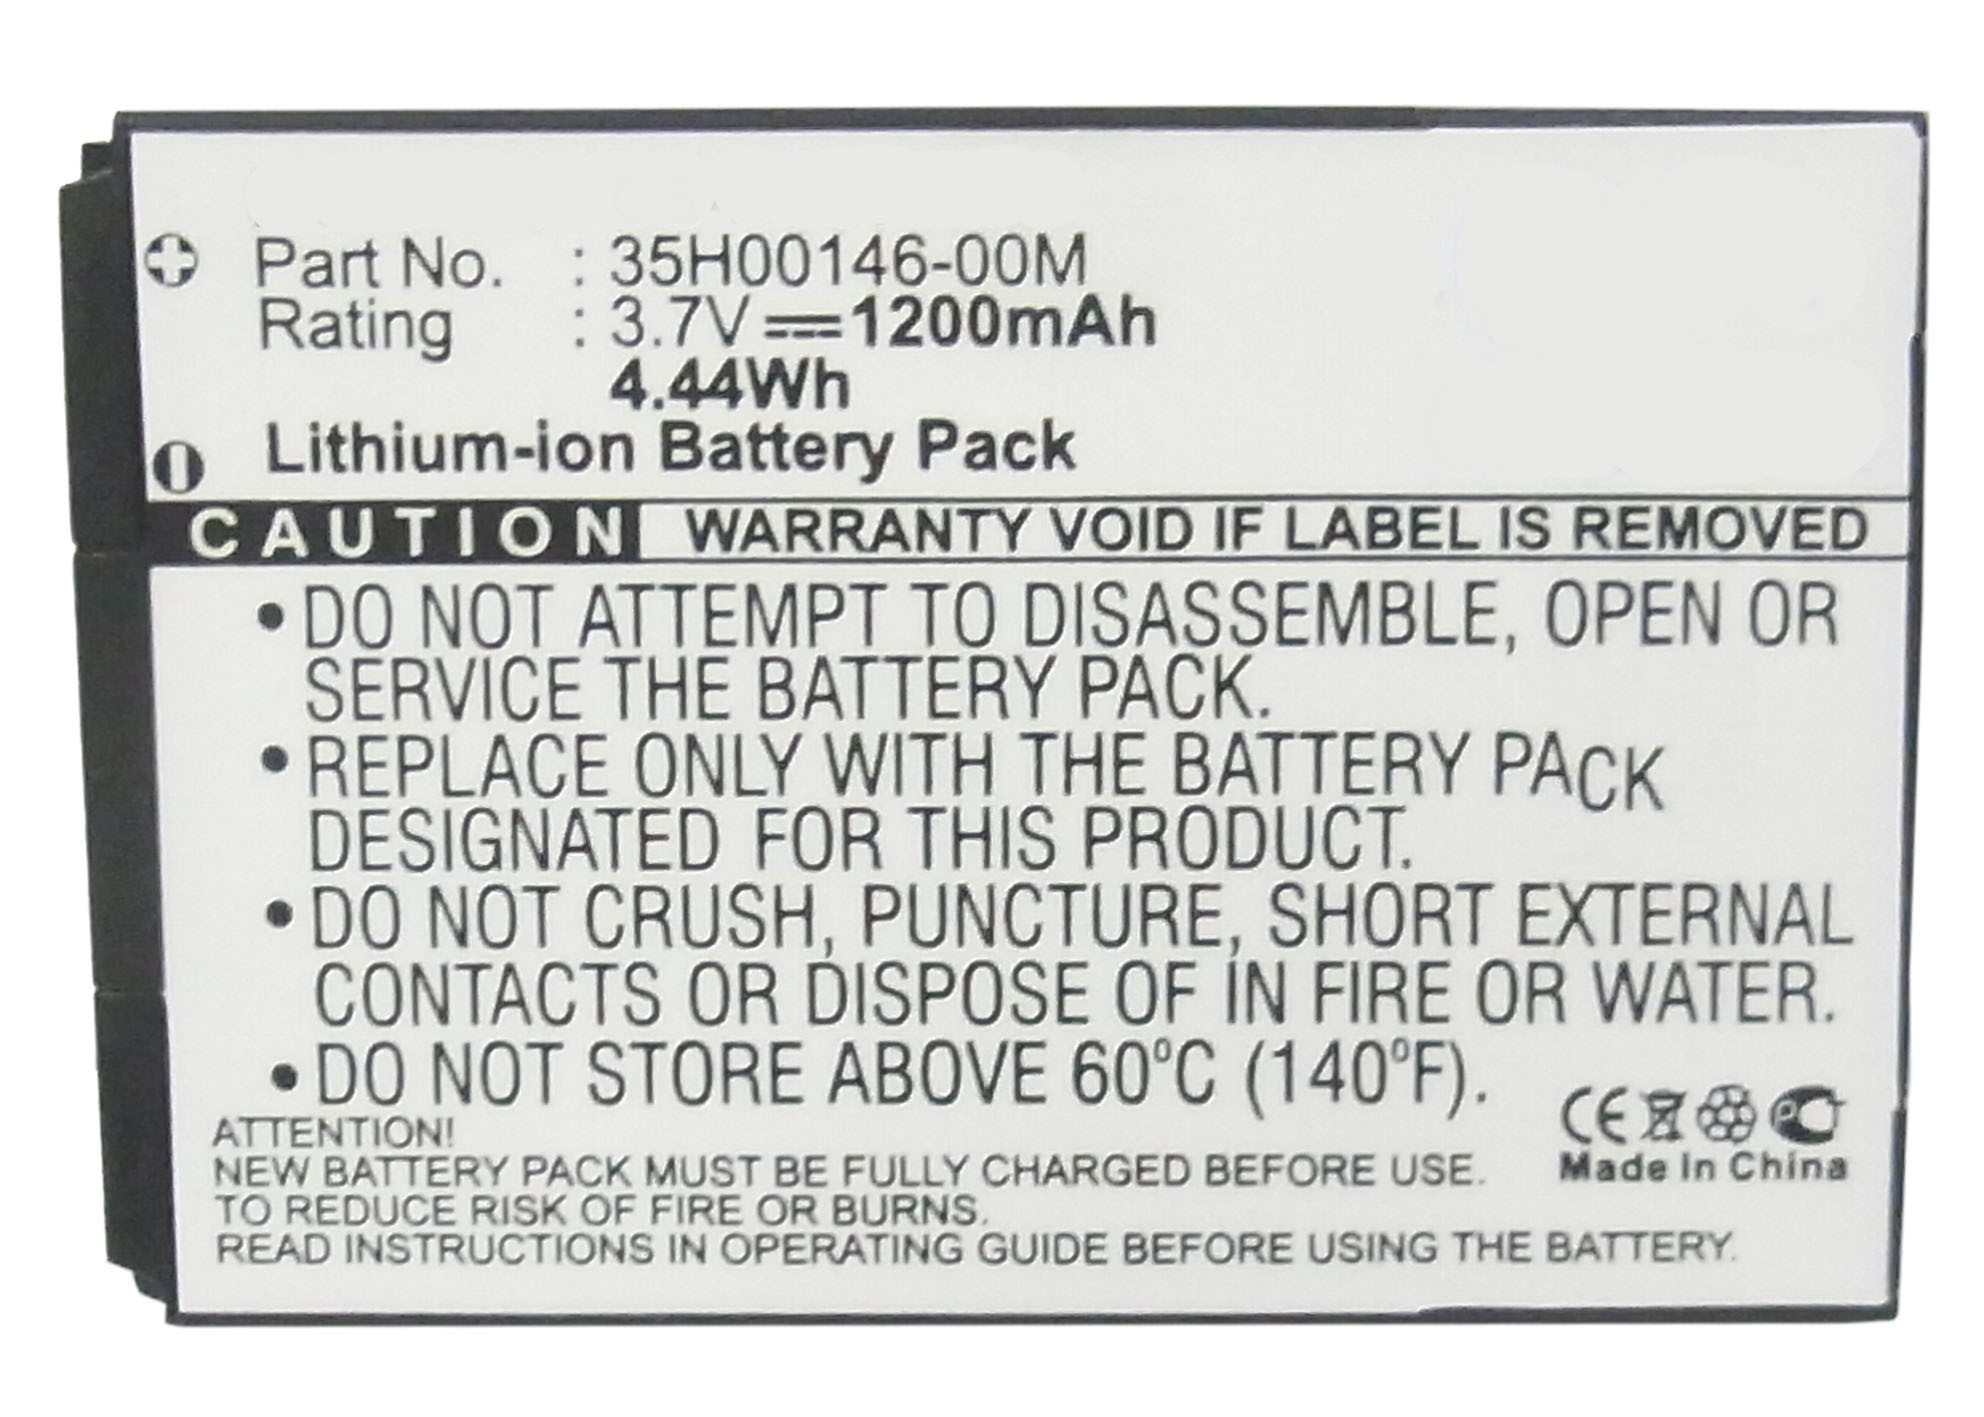 Part No. : 35H00146-00M
Rating : 3.7V 1200mAh
4.44Wh
Lithium-ion Battery Pack
CAUTION WARRANTY VOID IF LABEL IS REMOVED
• DO NOT ATTEMPT TO DISASSEMBLE, OPEN OR
SERVICE THE BATTERY PACK.
• REPLACE ONLY WITH THE BATTERY PACK
DESIGNATED FOR THIS PRODUCT.
• DO NOT CRUSH, PUNCTURE, SHORT EXTERNAL
CONTACTS OR DISPOSE OF IN FIRE OR WATER.
• DO NOT STORE ABOVE 60°C (140°F).
ATTENTION!
NEW BATTERY PACK MUST BE FULLY CHARGED BEFORE USE.
TO REDUCE RISK OF FIRE OR BURNS.
READ INSTRUCTIONS IN OPERATING GUIDE BEFORE USING THE BATTERY.
CE
Made In China